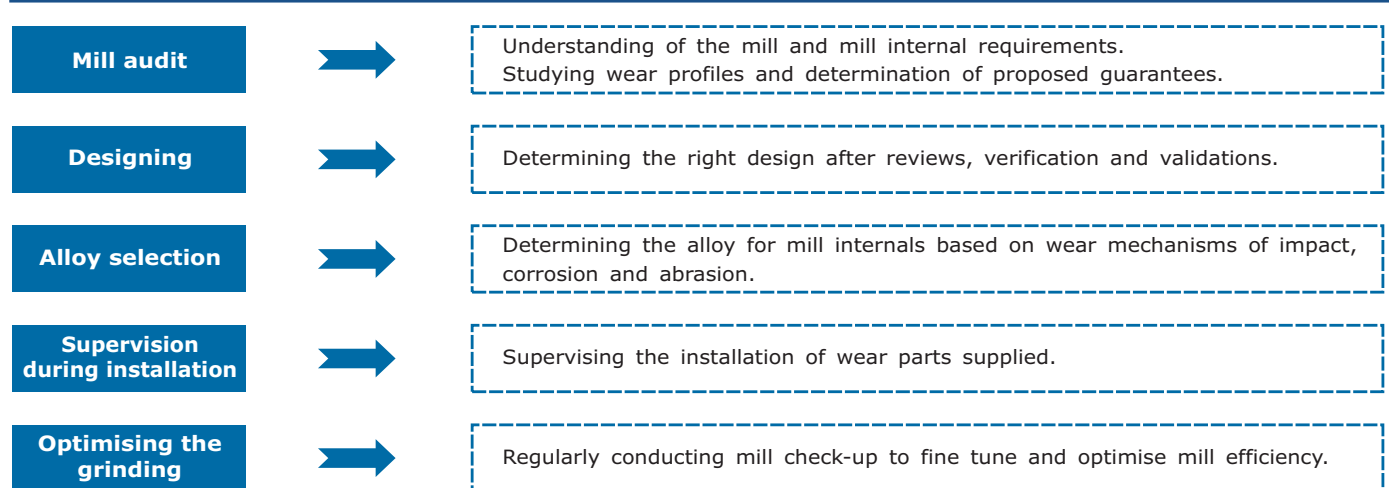 Mill audit
Understanding of the mill and mill internal requirements.
Studying wear profiles and determination of proposed guarantees.
Designing
Determining the right design after reviews, verification and validations.
Alloy selection
Determining the alloy for mill internals based on wear mechanisms of impact,
corrosion and abrasion.
Supervision
during installation
Supervising the installation of wear parts supplied.
Optimising the
grinding
Regularly conducting mill check-up to fine tune and optimise mill efficiency.